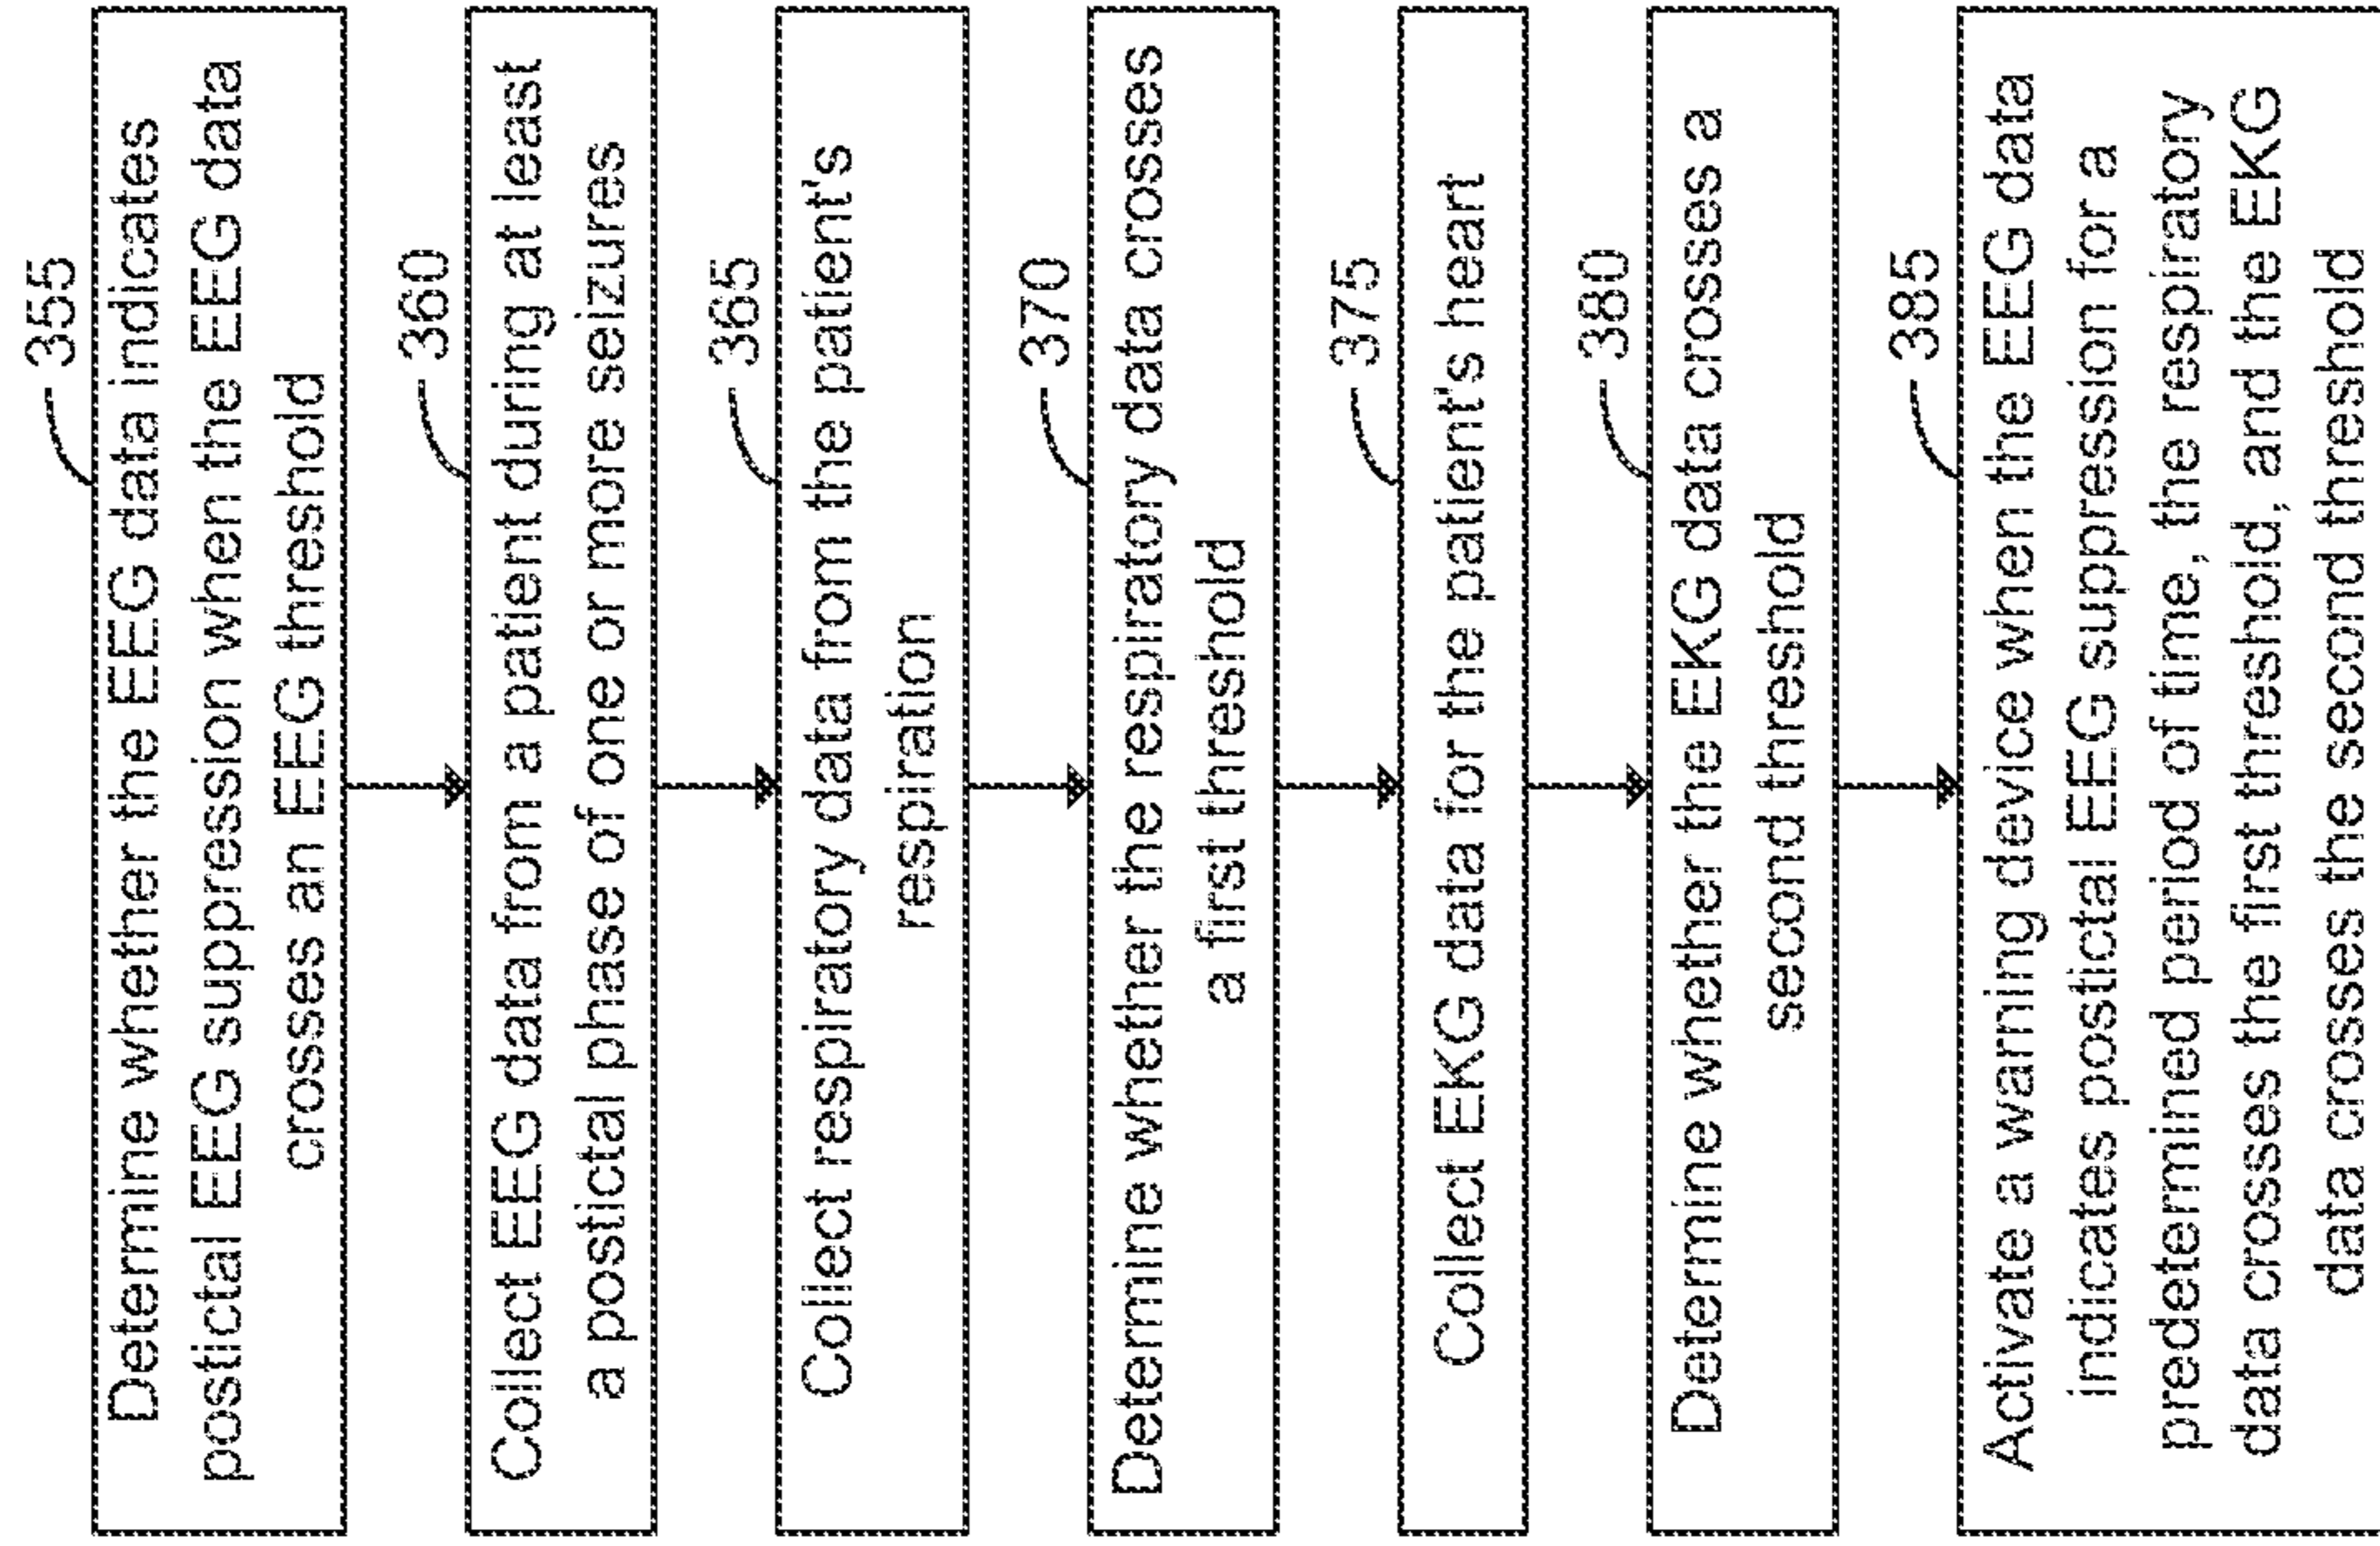 355
Determine whether the EEG data indicates
postictal EEG suppression when the EEG data
crosses an EEG threshold
360
Collect EEG data from a patient during at least
a postictal phase of one or more seizures
365
Collect respiratory data from the patient's
respiration
370
Determine whether the respiratory data crosses
a first threshold
375
Collect EKG data for the patient's heart
380
Determine whether the EKG data crosses a
second threshold
385
Activate a warning device when the EEG data
indicates postictal EEG suppression for a
predetermined period of time, the respiratory
data crosses the first threshold, and the EKG
data crosses the second threshold